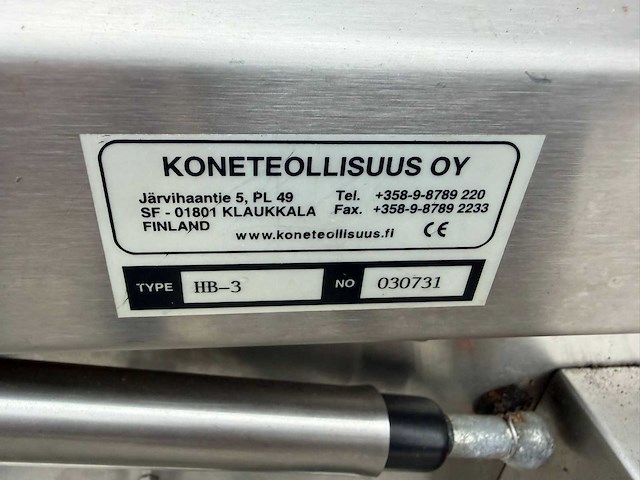 KONETEOLLISUUS OY
Järvihaantie 5, PL 49 Tel. +358-9-8789 220
SF - 01801 KLAUKKALA Fax. +358-9-8789 2233
FINLAND www.koneteollisuus.fi CE
TYPE HB-3 NO 030731